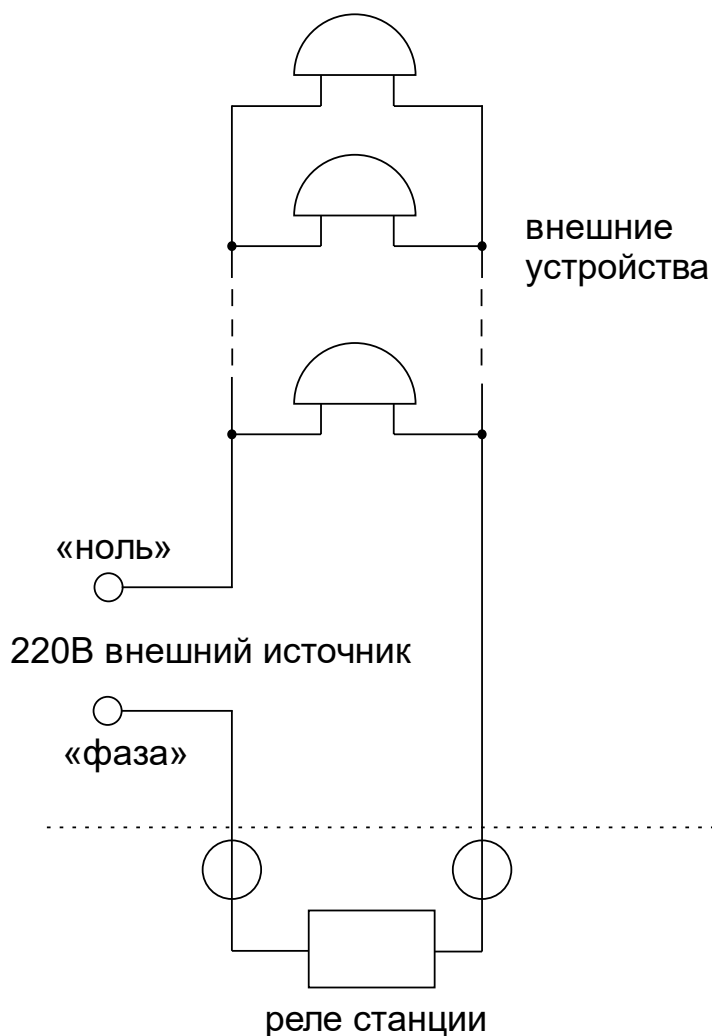 внешние
устройства
«ноль»
220В внешний источник
«фаза»
реле станции